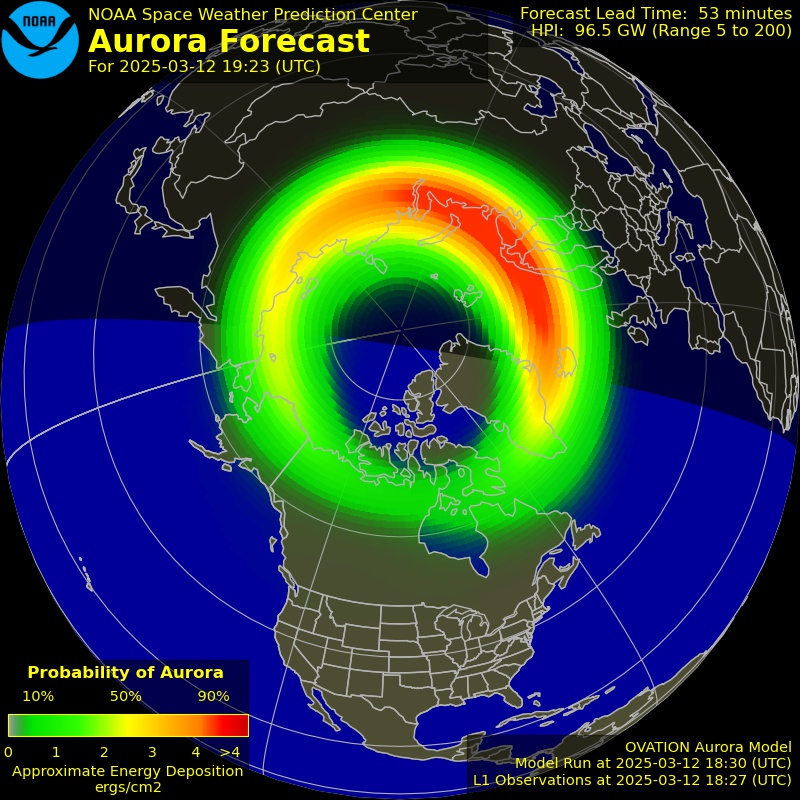 NOAA
NOAA Space Weather Prediction Center
Aurora Forecast
For 2025-03-12 19:23 (UTC)
Forecast Lead Time: 53 minutes
HPI: 96.5 GW (Range 5 to 200)
Probability of Aurora
10% 50% 90%
0 1 2 3 4 >4
Approximate Energy Deposition
ergs/cm2
OVATION Aurora Model
Model Run at 2025-03-12 18:30 (UTC)
L1 Observations at 2025-03-12 18:27 (UTC)